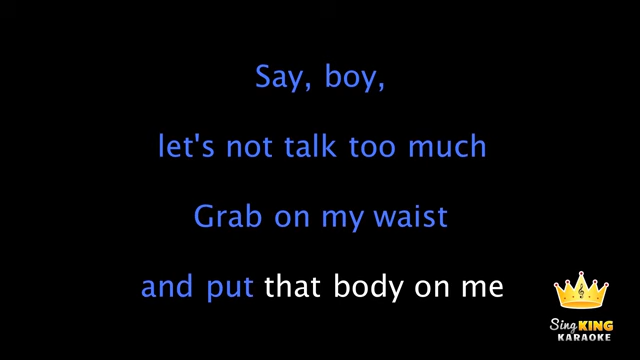 Say, boy,
let's not talk too much
Grab on my waist
and put that body on me
Sing KING
KARAOKE